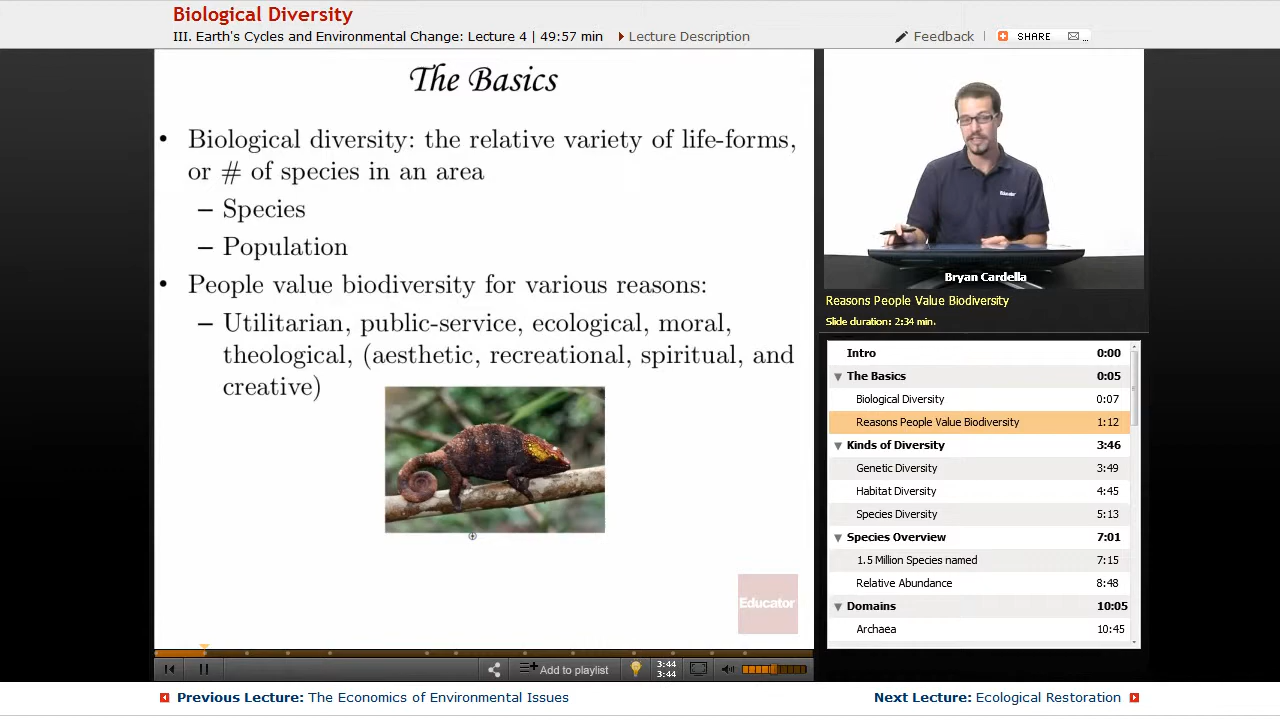 Biological Diversity
III. Earth's Cycles and Environmental Change: Lecture 4 | 49:57 min
Lecture Description
Feedback
SHARE
...
The Basics
• Biological diversity: the relative variety of life-forms,
or # of species in an area
– Species
– Population
• People value biodiversity for various reasons:
– Utilitarian, public-service, ecological, moral,
theological, (aesthetic, recreational, spiritual, and
creative)
Educator
Educator
Bryan Cardella
Reasons People Value Biodiversity
Slide duration: 2:34 min.
Intro 0:00
The Basics 0:05
Biological Diversity 0:07
Reasons People Value Biodiversity 1:12
Kinds of Diversity 3:46
Genetic Diversity 3:49
Habitat Diversity 4:45
Species Diversity 5:13
Species Overview 7:01
1.5 Million Species named 7:15
Relative Abundance 8:48
Domains 10:05
Archaea 10:45
Add to playlist
3:44
3:44
Previous Lecture: The Economics of Environmental Issues
Next Lecture: Ecological Restoration